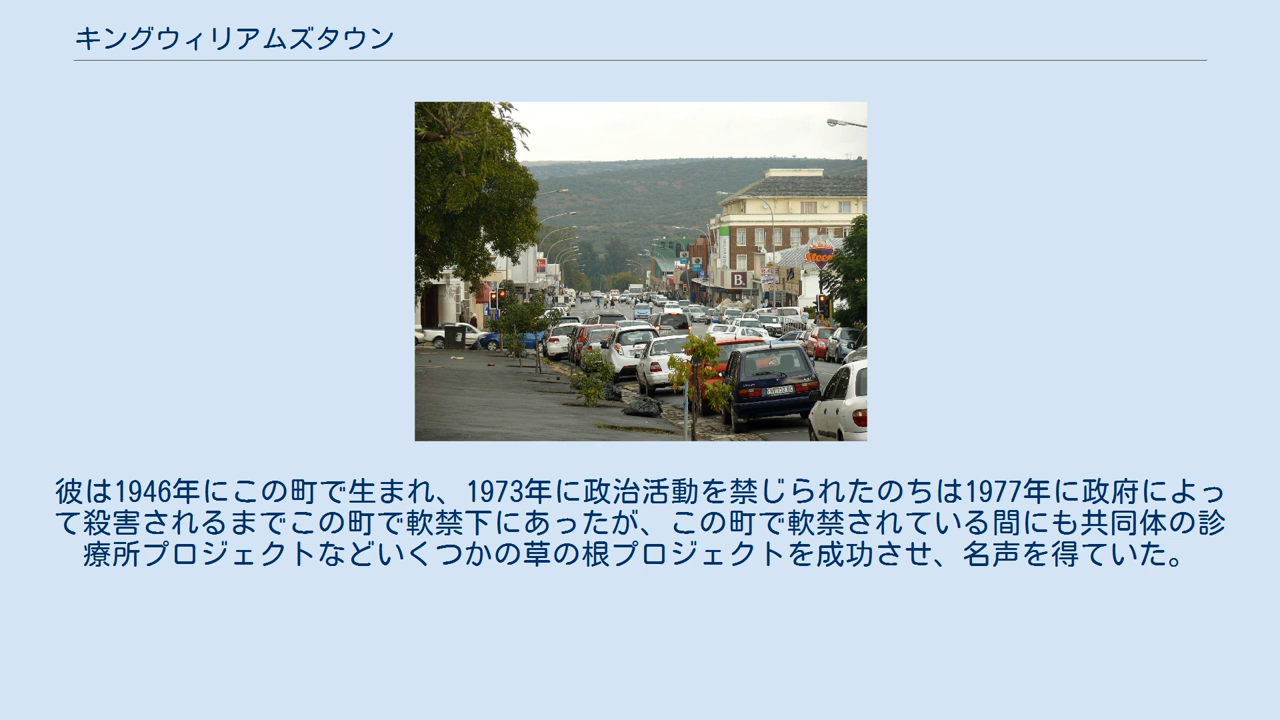 キングウィリアムズタウン
B.
彼は1946年にこの町で生まれ、1973年に政治活動を禁じられたのちは1977年に政府によっ
て殺害されるまでこの町で軟禁下にあったが、この町で軟禁されている間にも共同体の診
療所プロジェクトなどいくつかの草の根プロジェクトを成功させ、名声を得ていた。